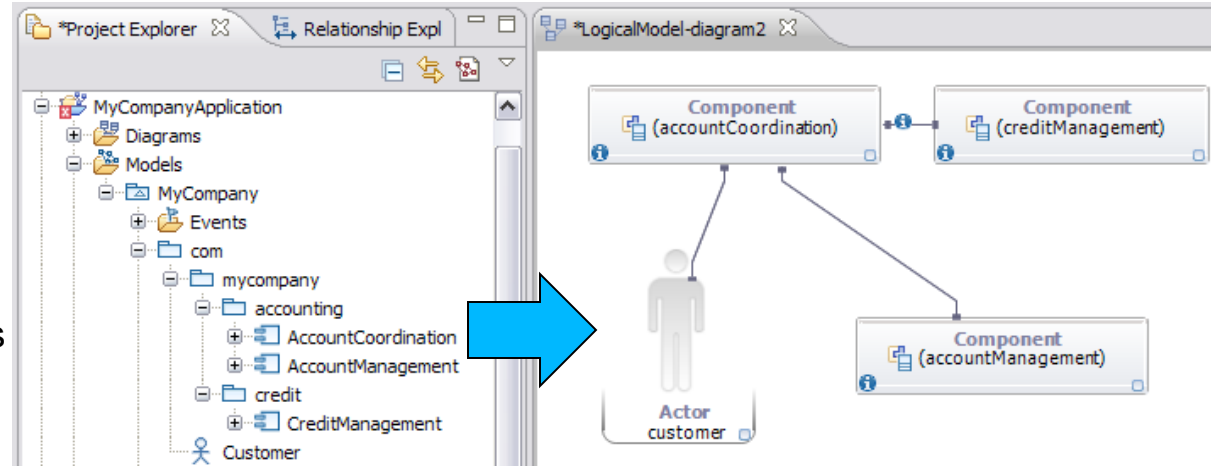 *Project Explorer
Relationship Expl
MyCompanyApplication
Diagrams
Models
MyCompany
Events
com
mycompany
accounting
AccountCoordination
AccountManagement
credit
CreditManagement
Customer
s
*LogicalModel-diagram2
Component
(accountCoordination)
Component
(creditManagement)
Component
(accountManagement)
Actor
customer